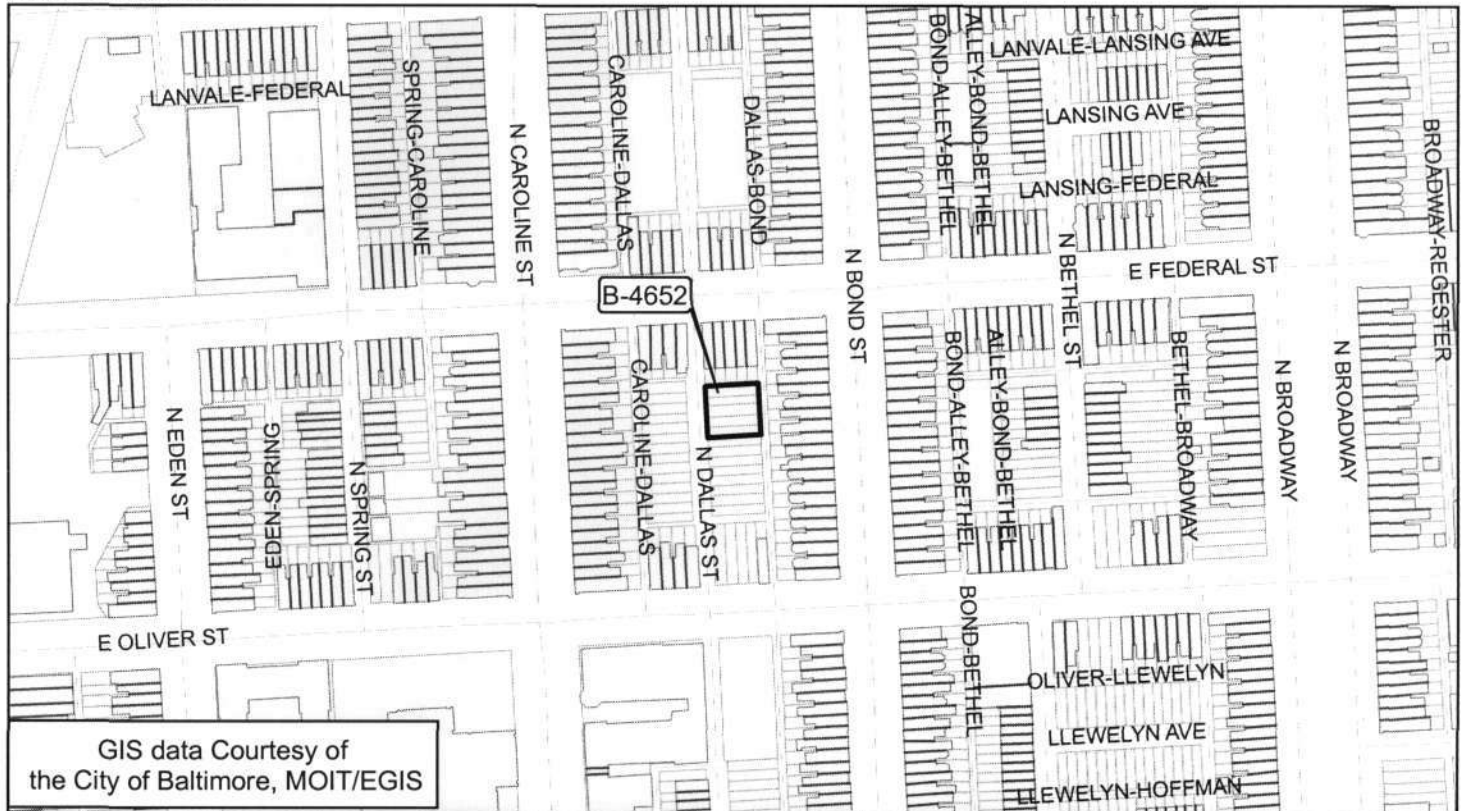 LANVALE-FEDERAL
SPRING-CAROLINE
N CAROLINE ST
CAROLINE-DALLAS
DALLAS-BOND
N BOND ST
BOND-ALLEY-BETHEL
ALLEY-BOND-BETHEL
LANVALE-LANSING AVE
LANSING AVE
LANSING-FEDERAL
N BETHEL ST
E FEDERAL ST
BROADWAY-REGESTER
B-4652
N EDEN ST
EDEN-SPRING
N SPRING ST
CAROLINE-DALLAS
N DALLAS ST
BOND-ALLEY-BETHEL
ALLEY-BOND-BETHEL
BETHEL-BROADWAY
N BROADWAY
N BROADWAY
E OLIVER ST
BOND-BETHEL
OLIVER-LLEWELYN
LLEWELYN AVE
LLEWELYN-HOFFMAN
GIS data Courtesy of
the City of Baltimore, MOIT/EGIS